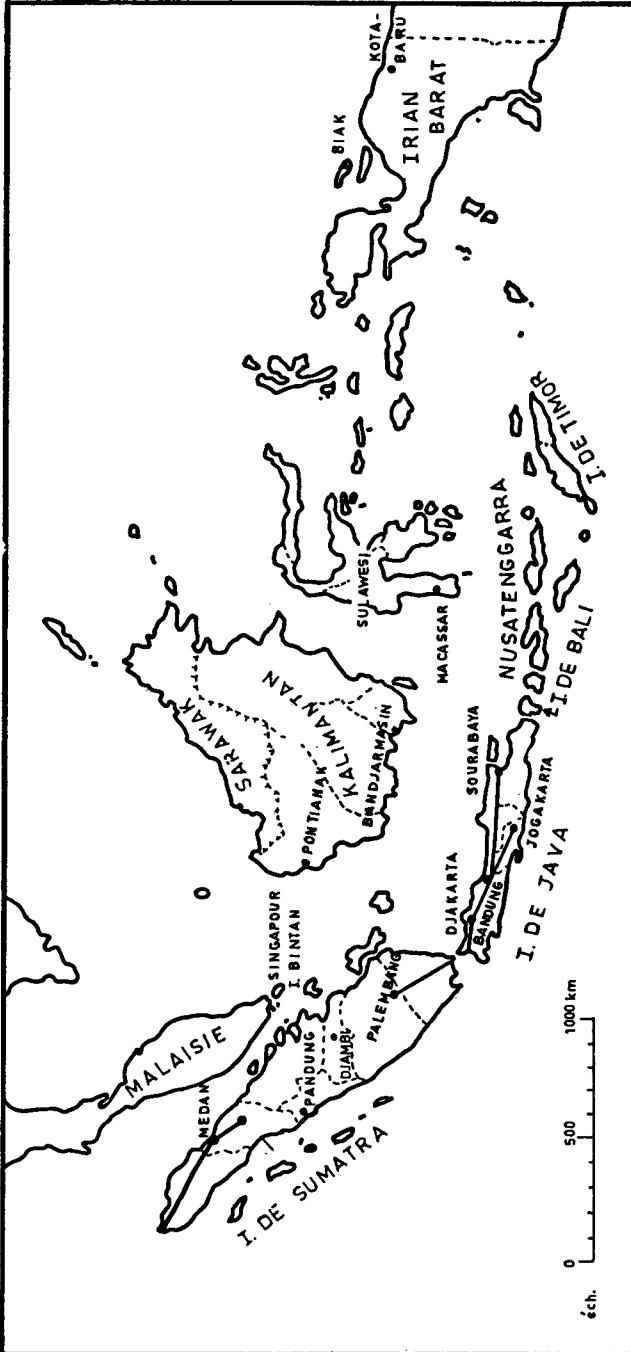 KOTA-
BARU
BIAK
IRIAN
BARAT
I. DE TIMOR
SULAWESI
MACASSAR
NUSATENGGARRA
I. DE BALI
SARAWAK
KALIMANTAN
PONTIANAK
BANDJARMASIN
SOURABAYA
DJAKARTA
BANDUNG
JOGAKARTA
I. DE JAVA
SINGAPOUR
I. BINTAN
MALAISIE
MEDAN
PANDUNG
DJAMBI
PALEMBANG
I. DE SUMATRA
éch.
0
500
1000 km